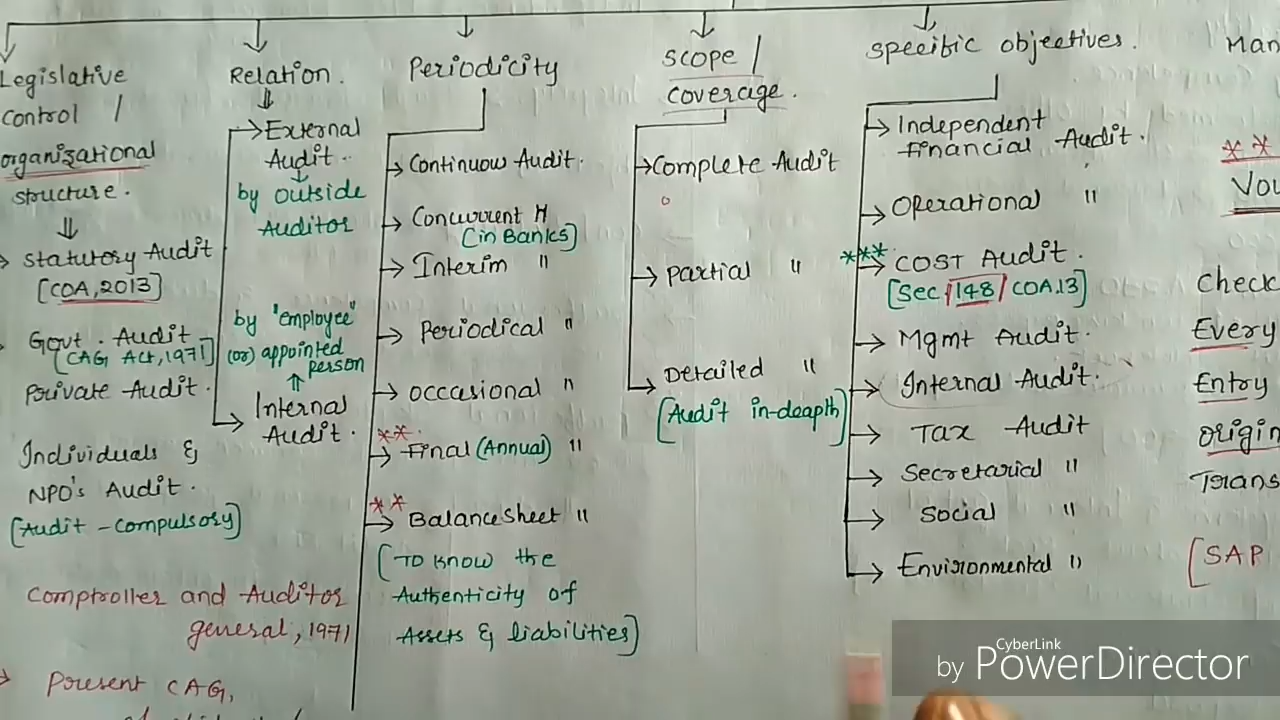 Legislative
control /
organizational
structure.
Statutory Audit
[COA, 2013]
Govt. Audit
[CAG Act, 1971]
Private Audit.
Individuals &
NPO's Audit.
[Audit - compulsory]
Comptroller and Auditor
general, 1971
Present CAG,
Relation.
External
Audit.
by outside
Auditor
by "employee"
(or) appointed
person
Internal
Audit.
Periodicity
Continuous Audit.
Concurrent "
[in Banks]
Interim "
Periodical "
occasional "
**
Final (Annual) "
**
Balancesheet "
[To know the
Authenticity of
Assets & liabilities]
scope /
coverage.
Complete Audit
partial "
Detailed "
[Audit in-deapth]
specific objectives.
Independent
financial Audit.
Operational "
***
COST Audit.
[Sec/148/COA.13]
Mgmt Audit.
Internal Audit.
Tax Audit
Secretarial "
Social "
Environmental "
Man
**
Vou
Check
Every
Entry
origin
Trans
[SAP
CyberLink
by PowerDirector